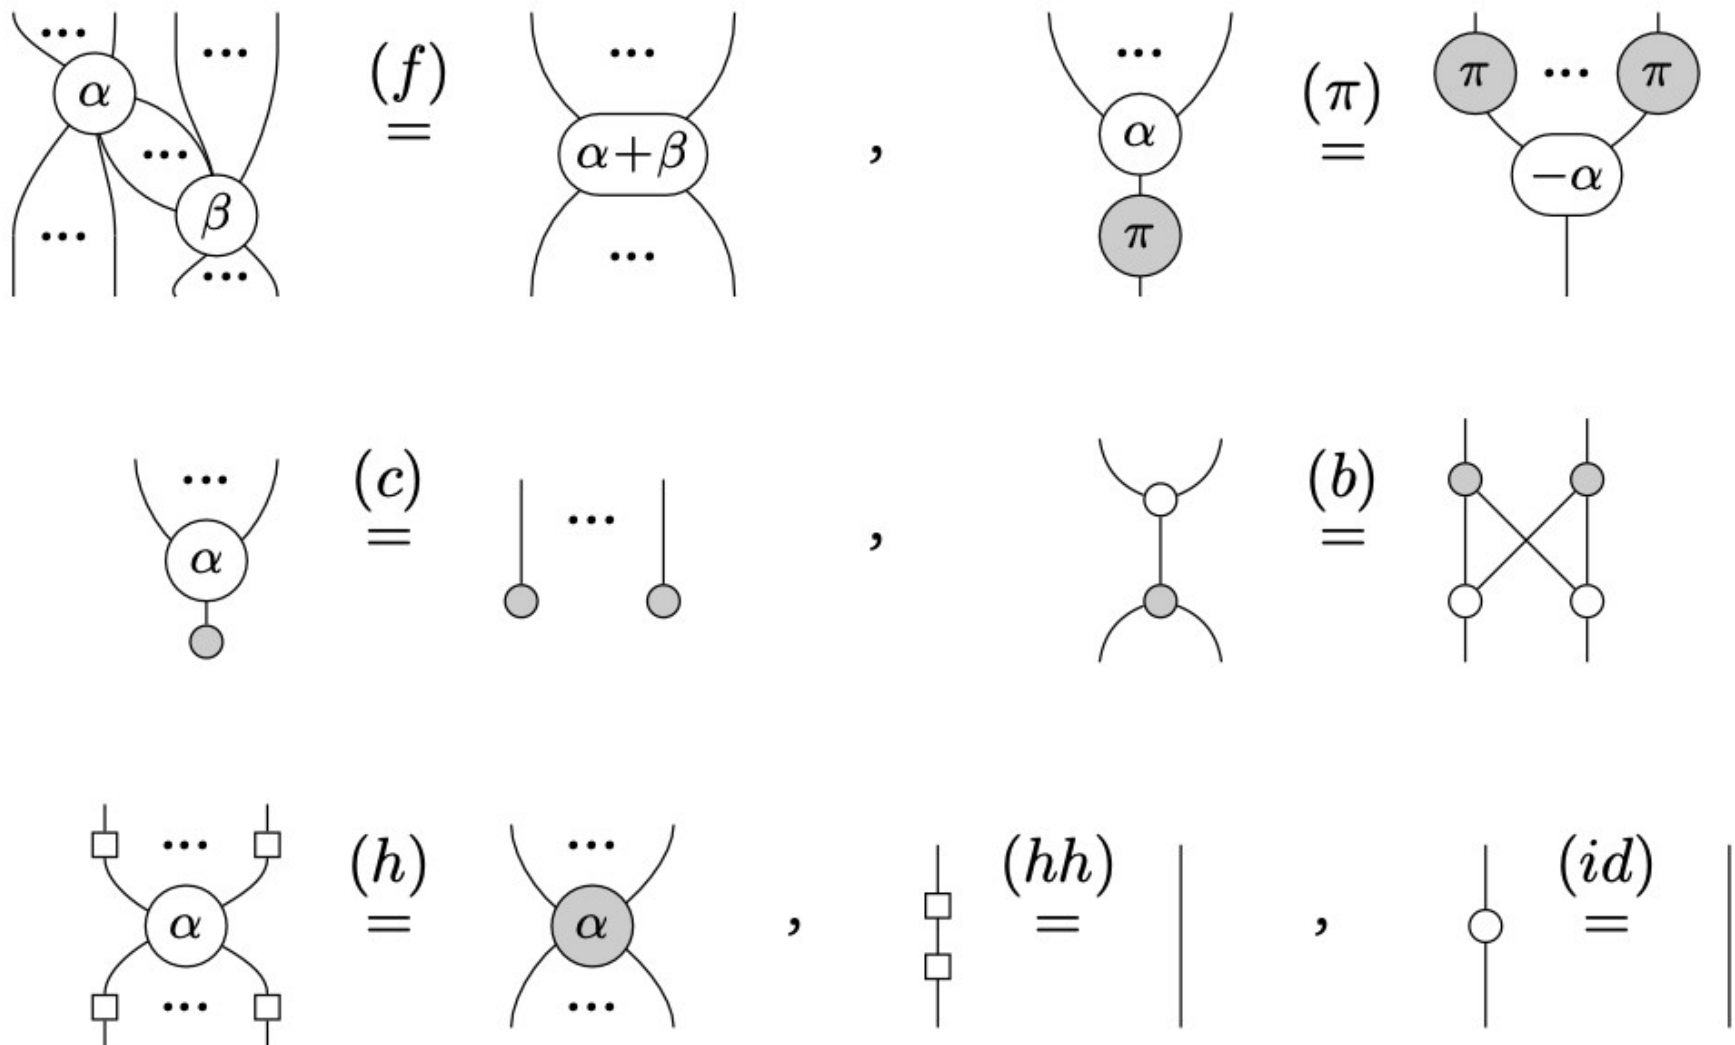 ••• α ••• ••• ••• β ••• (f) = ••• α+β ••• , ••• α π (π) = π ••• π −α
••• α (c) = ••• , (b) =
••• α ••• (h) = ••• α ••• , (hh) = , (id) =